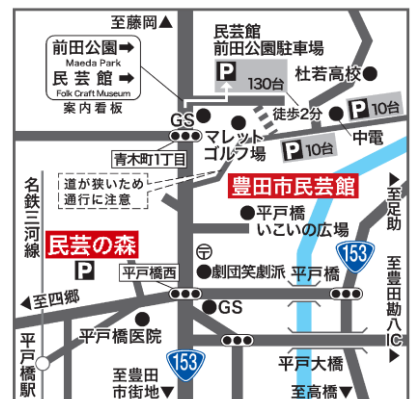 至藤岡▲
前田公園➡
Maeda Park
民芸館➡
Folk Craft Museum
案内看板
民芸館
前田公園駐車場
P 130台
杜若高校
徒歩2分
P 10台
中電
P 10台
GS
マレット
ゴルフ場
青木町1丁目
道が狭いため
通行に注意
豊田市民芸館
▶至足助
名鉄三河線
平戸橋
いこいの広場
153
民芸の森
P
〒
平戸橋西
劇団笑劇派
平戸橋
至豊田勘八IC▶
◀至四郷
GS
平戸橋医院
平戸橋駅
153
平戸大橋
至豊田
市街地▼
至高橋▼